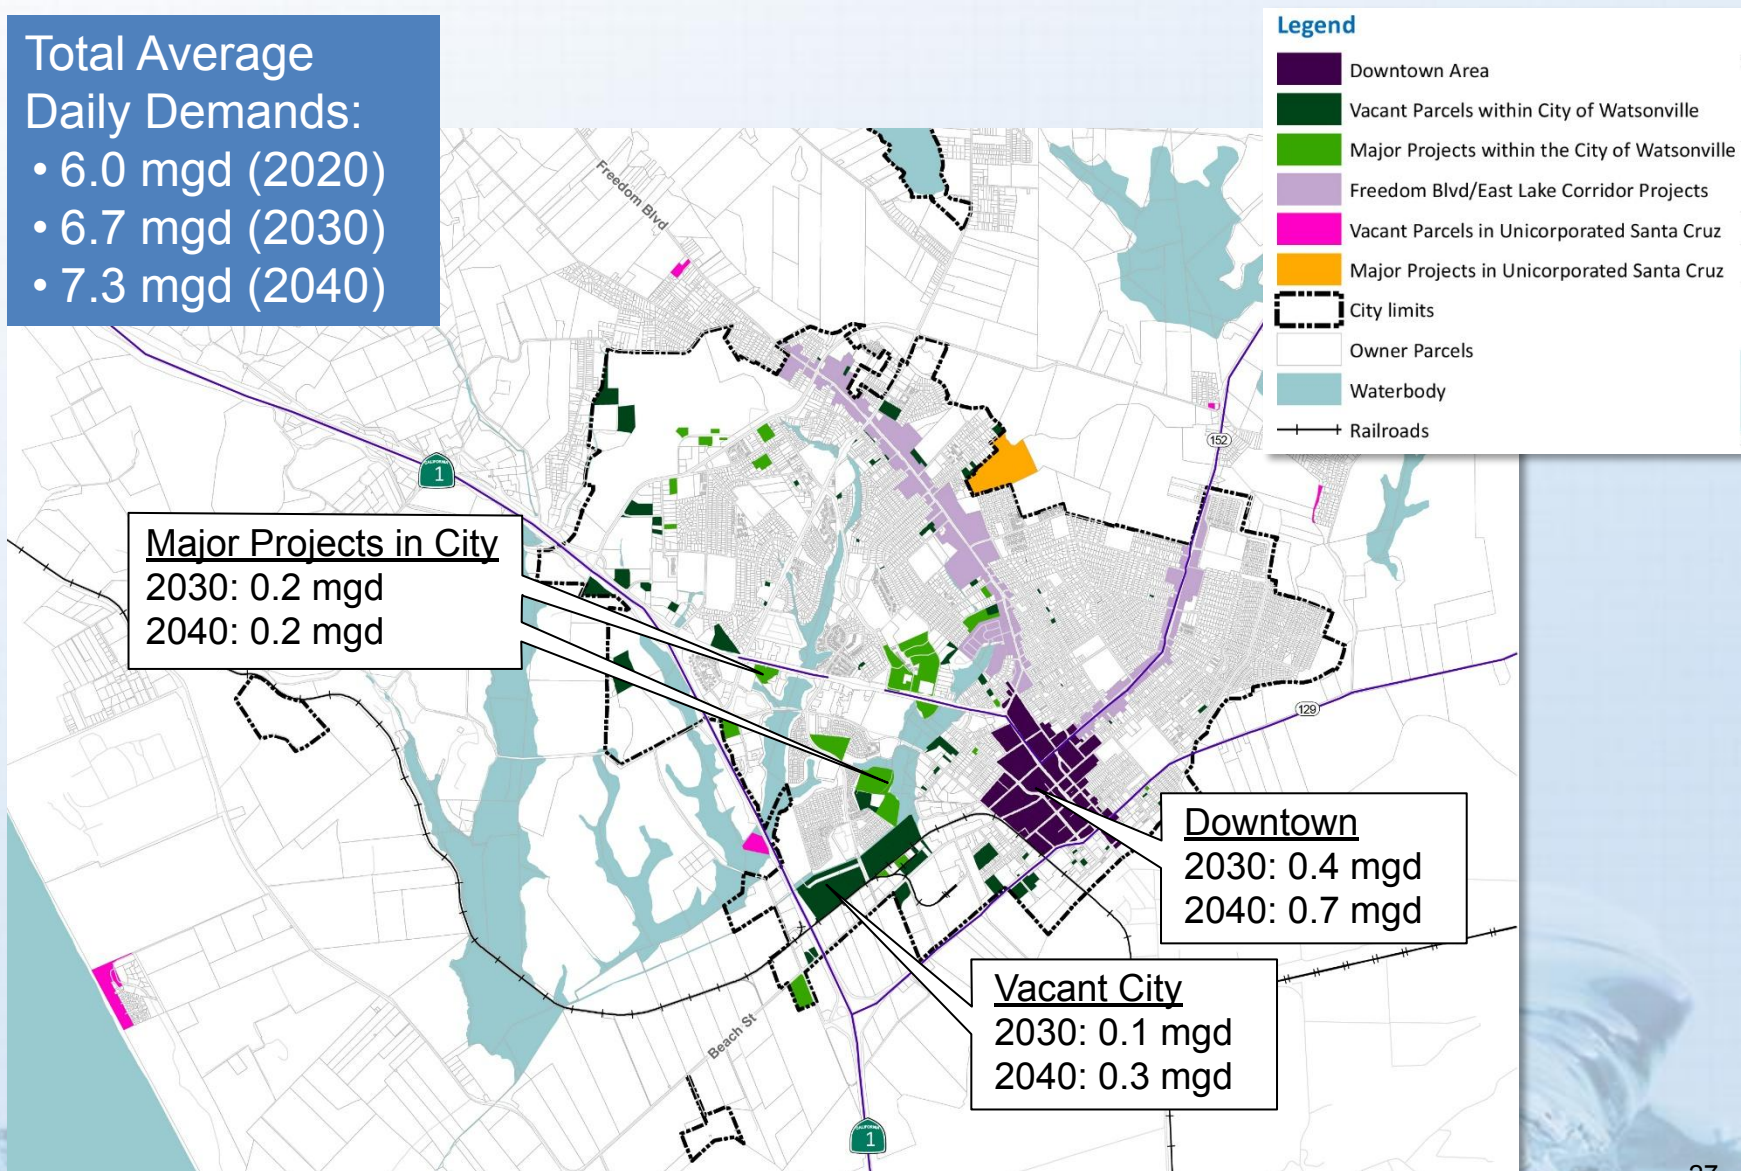 Total Average
Daily Demands:
• 6.0 mgd (2020)
• 6.7 mgd (2030)
• 7.3 mgd (2040)
Legend
Downtown Area
Vacant Parcels within City of Watsonville
Major Projects within the City of Watsonville
Freedom Blvd/East Lake Corridor Projects
Vacant Parcels in Unicorporated Santa Cruz
Major Projects in Unicorporated Santa Cruz
City limits
Owner Parcels
Waterbody
Railroads
Freedom Blvd
152
CALIFORNIA
1
Major Projects in City
2030: 0.2 mgd
2040: 0.2 mgd
129
Downtown
2030: 0.4 mgd
2040: 0.7 mgd
Vacant City
2030: 0.1 mgd
2040: 0.3 mgd
Beach St
CALIFORNIA
1